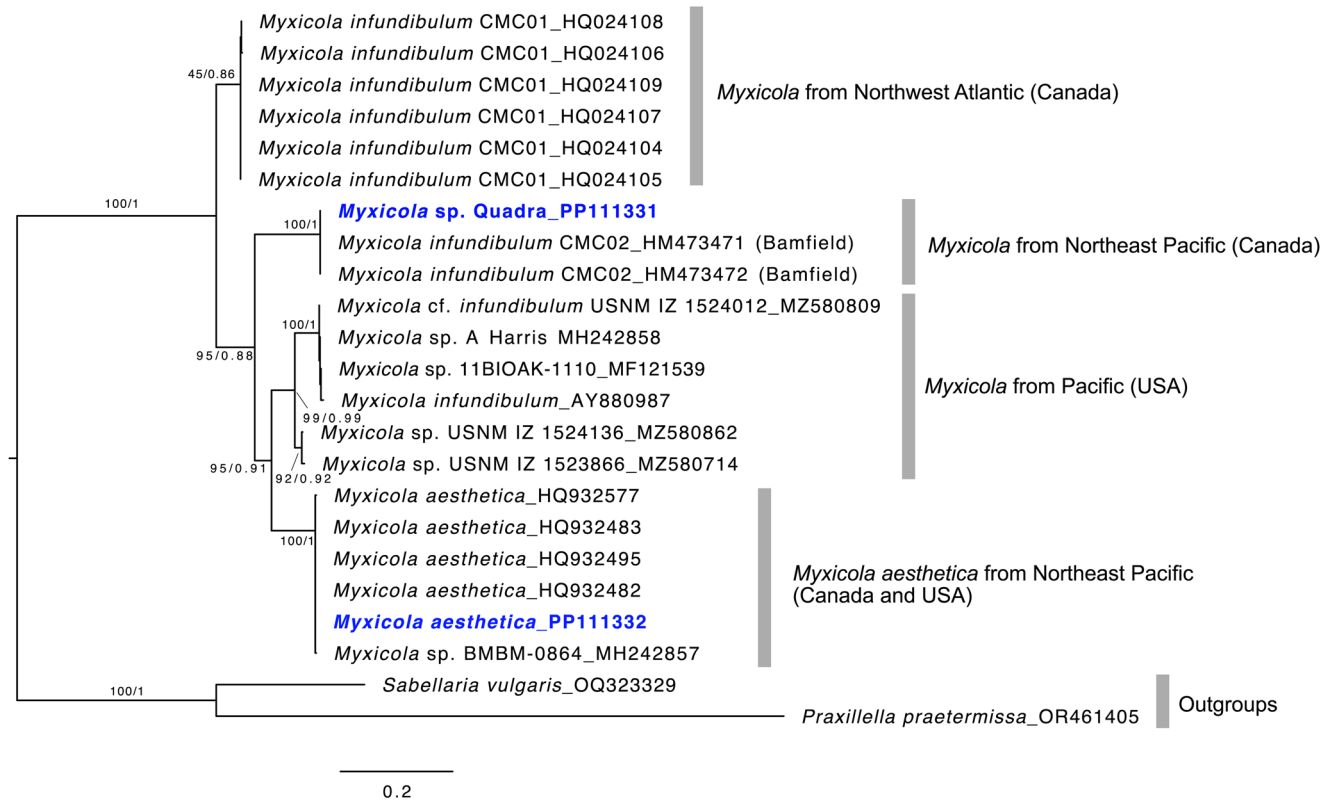 Myxicola infundibulum CMC01_HQ024108
Myxicola infundibulum CMC01_HQ024106
45/0.86
Myxicola infundibulum CMC01_HQ024109
Myxicola from Northwest Atlantic (Canada)
Myxicola infundibulum CMC01_HQ024107
Myxicola infundibulum CMC01_HQ024104
Myxicola infundibulum CMC01_HQ024105
100/1
Myxicola sp. Quadra_PP111331
100/1
Myxicola infundibulum CMC02_HM473471 (Bamfield)
Myxicola from Northeast Pacific (Canada)
Myxicola infundibulum CMC02_HM473472 (Bamfield)
Myxicola cf. infundibulum USNM IZ 1524012_MZ580809
100/1
Myxicola sp. A Harris MH242858
95/0.88
Myxicola sp. 11BIOAK-1110_MF121539
Myxicola from Pacific (USA)
Myxicola infundibulum_AY880987
99/0.99
Myxicola sp. USNM IZ 1524136_MZ580862
95/0.91
Myxicola sp. USNM IZ 1523866_MZ580714
92/0.92
Myxicola aesthetica_HQ932577
Myxicola aesthetica_HQ932483
100/1
Myxicola aesthetica_HQ932495
Myxicola aesthetica from Northeast Pacific
(Canada and USA)
Myxicola aesthetica_HQ932482
Myxicola aesthetica_PP111332
Myxicola sp. BMBM-0864_MH242857
100/1
Sabellaria vulgaris_OQ323329
Outgroups
Praxillella praetermissa_OR461405
0.2